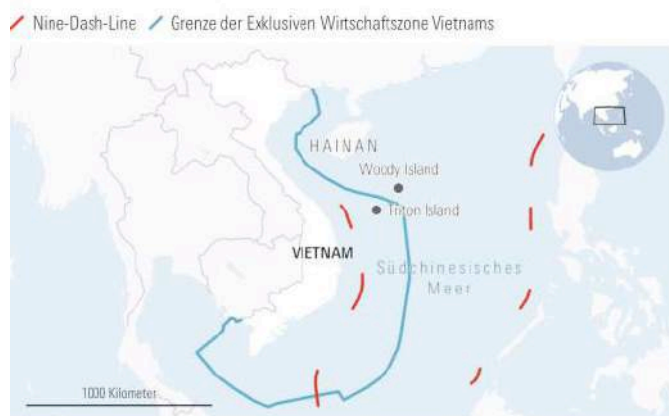 Nine-Dash-Line
Grenze der Exklusiven Wirtschaftszone Vietnams
HAINAN
Woody Island
Triton Island
VIETNAM
Südchinesisches
Meer
1000 Kilometer